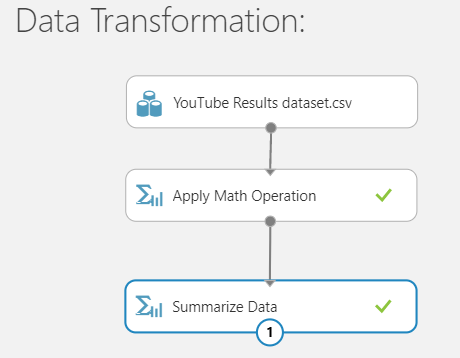 Data Transformation:
YouTube Results dataset.csv
Apply Math Operation
Summarize Data
1